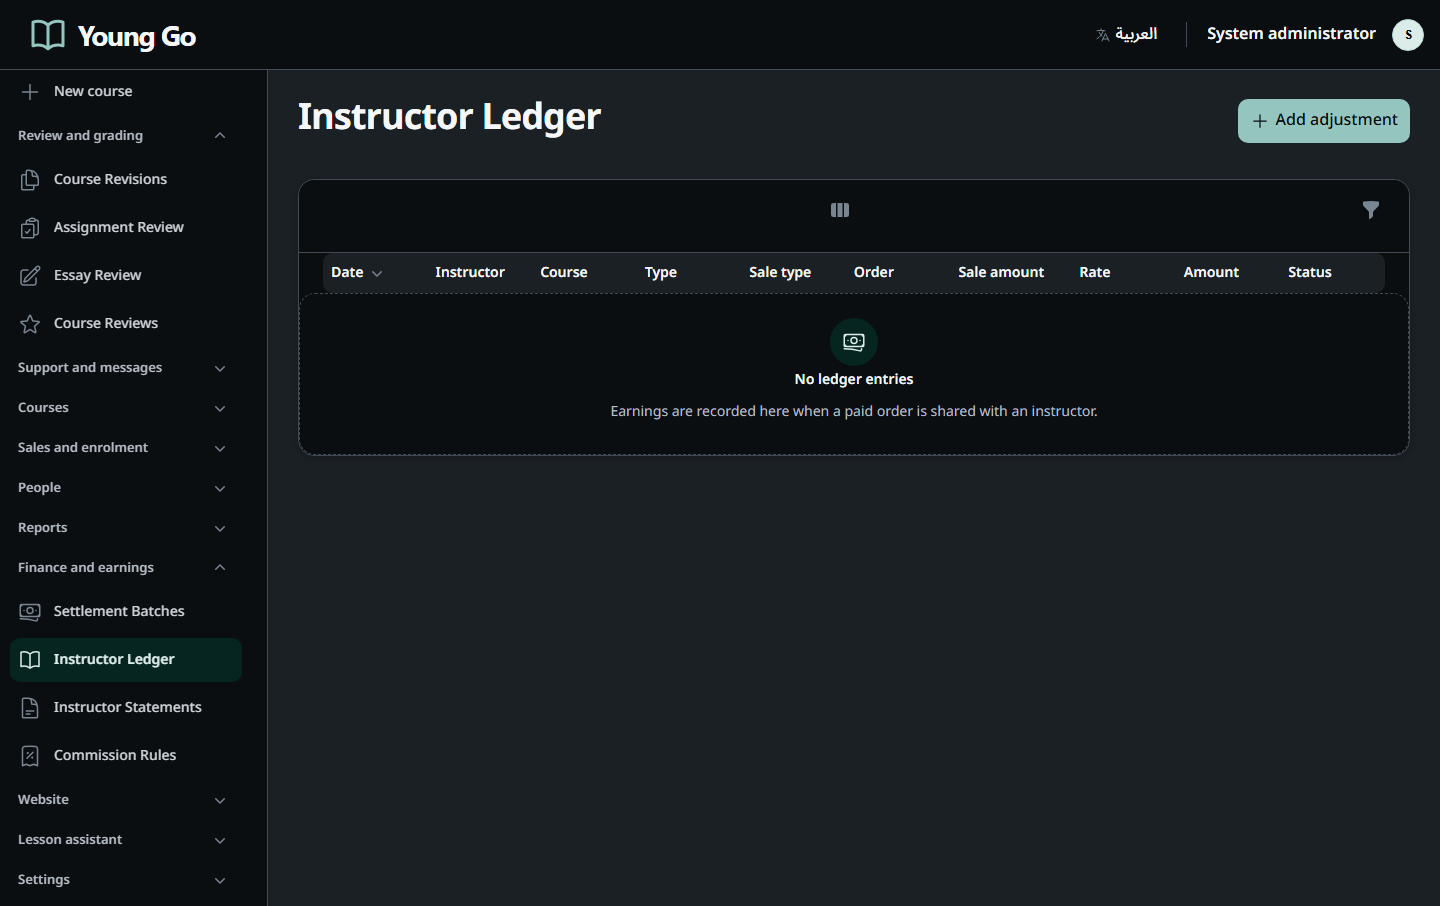 Young Go
العربية
System administrator
S
New course
Review and grading
Course Revisions
Assignment Review
Essay Review
Course Reviews
Support and messages
Courses
Sales and enrolment
People
Reports
Finance and earnings
Settlement Batches
Instructor Ledger
Instructor Statements
Commission Rules
Website
Lesson assistant
Settings
Instructor Ledger
Add adjustment
Date Instructor Course Type Sale type Order Sale amount Rate Amount Status
No ledger entries
Earnings are recorded here when a paid order is shared with an instructor.